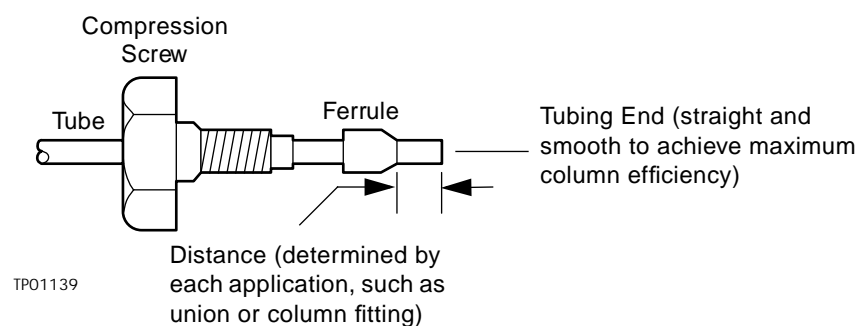 Compression
Screw
Tube
Ferrule
Tubing End (straight and
smooth to achieve maximum
column efficiency)
Distance (determined by
each application, such as
union or column fitting)
TP01139